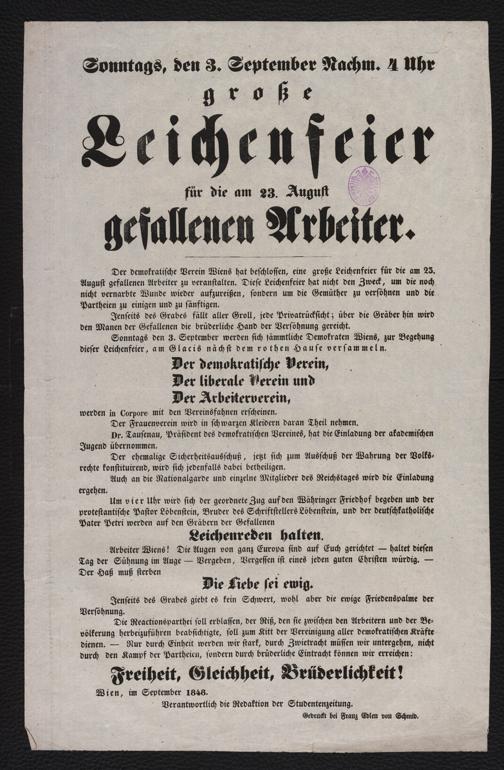 Sonntags, den 3. September Nachm. 4 Uhr
große
Leichenfeier
für die am 23. August
gefallenen Arbeiter.
Der demokratische Verein Wiens hat beschlossen, eine große Leichenfeier für die am 23.
August gefallenen Arbeiter zu veranstalten. Diese Leichenfeier hat nicht den Zweck, um die noch
nicht vernarbte Wunde wieder aufzureißen, sondern um die Gemüther zu versöhnen und die
Partheien zu einigen und zu sänftigen.
Jenseits des Grabes fällt aller Groll, jede Privatrücksicht; über die Gräber hin wird
den Manen der Gefallenen die brüderliche Hand der Versöhnung gereicht.
Sonntags den 3. September werden sich sämmtliche Demokraten Wiens, zur Begehung
dieser Leichenfeier, am Glacis nächst dem rothen Hause versammeln.
Der demokratische Verein,
Der liberale Verein und
Der Arbeiterverein,
werden in Corpore mit den Vereinsfahnen erscheinen.
Der Frauenverein wird in schwarzen Kleidern daran Theil nehmen.
Dr. Tausenau, Präsident des demokratischen Vereines, hat die Einladung der akademischen
Jugend übernommen.
Der ehemalige Sicherheitsausschuß, jetzt sich zum Ausschuß der Wahrung der Volks-
rechte konstituirend, wird sich jedenfalls dabei betheiligen.
Auch an die Nationalgarde und einzelne Mitglieder des Reichstages wird die Einladung
ergehen.
Um vier Uhr wird sich der geordnete Zug auf den Währinger Friedhof begeben und der
protestantische Pastor Löbenstein, Bruder des Schriftstellers Löbenstein, und der deutschkatholische
Pater Petri werden auf den Gräbern der Gefallenen
Leichenreden halten.
Arbeiter Wiens! Die Augen von ganz Europa sind auf Euch gerichtet — haltet diesen
Tag der Sühnung im Auge — Vergeben, Vergessen ist eines jeden guten Christen würdig. —
Der Haß muß sterben
Die Liebe sei ewig.
Jenseits des Grabes giebt es kein Schwert, wohl aber die ewige Friedenspalme der
Versöhnung.
Die Reactionsparthei soll erblassen, der Riß, den sie zwischen den Arbeitern und der Be-
völkerung herbeizuführen beabsichtigte, soll zum Kitt der Vereinigung aller demokratischen Kräfte
dienen. — Nur durch Einheit werden wir stark, durch Zwietracht müssen wir untergehen, nicht
durch den Kampf der Partheien, sondern durch brüderliche Eintracht können wir erreichen:
Freiheit, Gleichheit, Brüderlichkeit!
Wien, im September 1848.
Verantwortlich die Redaktion der Studentenzeitung.
Gedruckt bei Franz Edlen von Schmid.